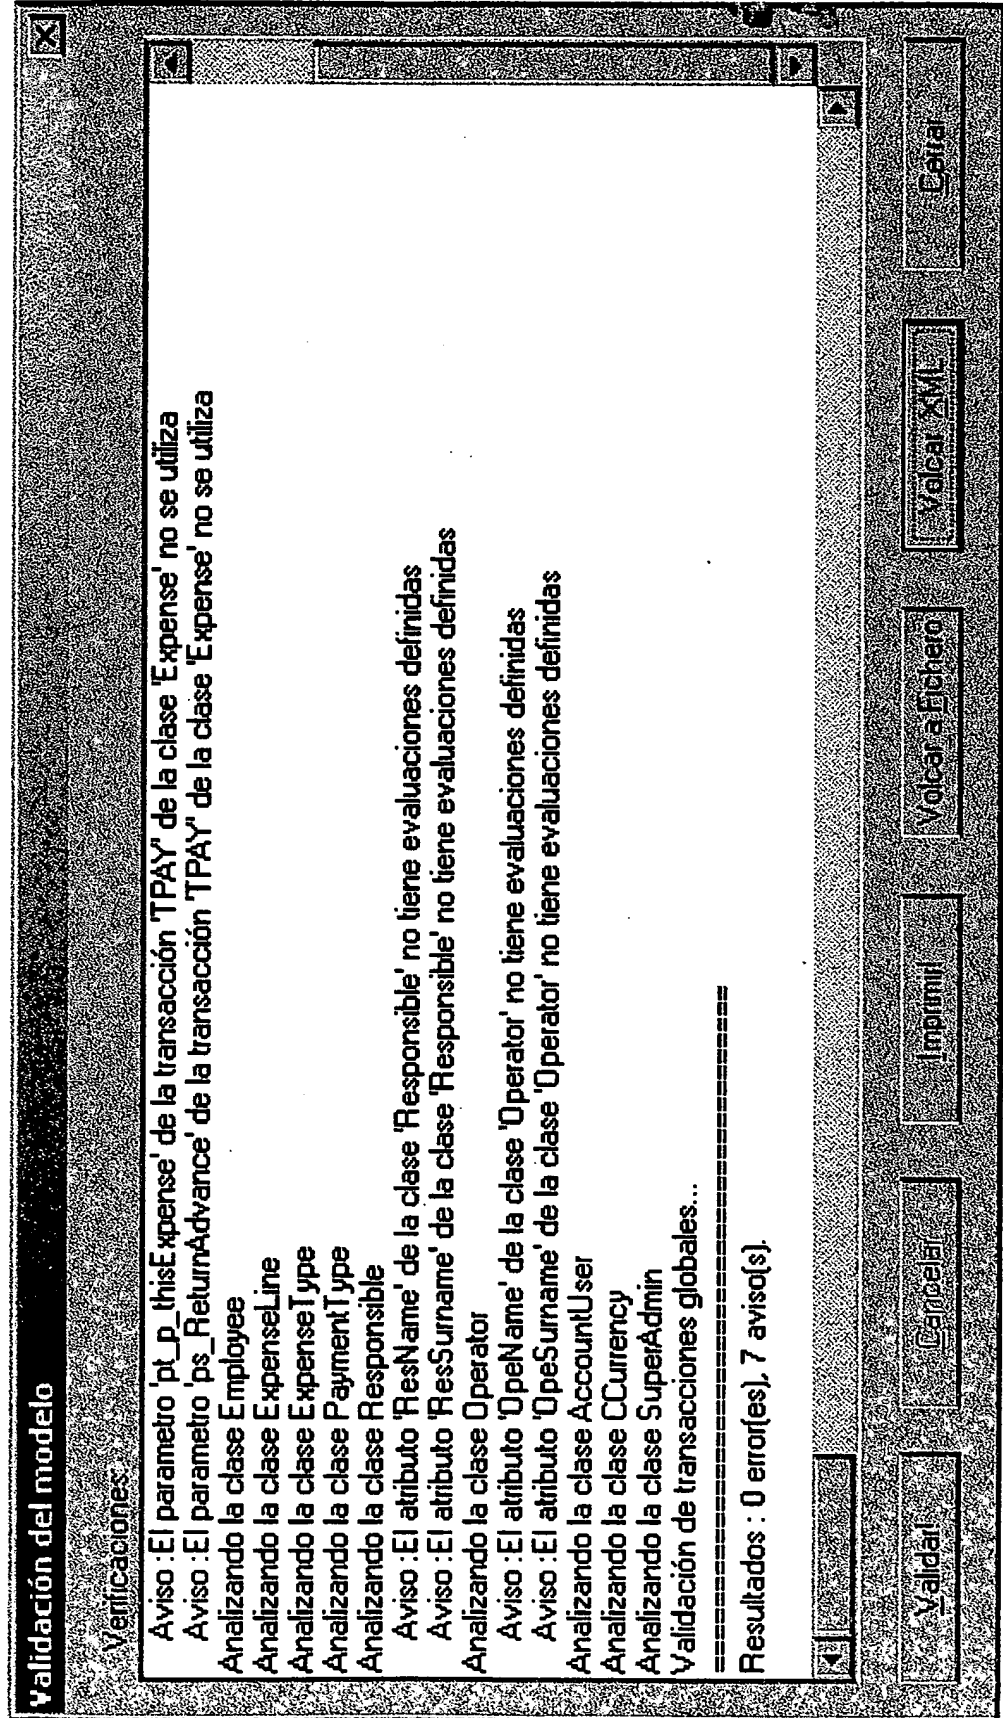 Validación del modelo
Verificaciones:
Aviso :El parametro 'pt_p_thisExpense' de la transacción 'TPAY' de la clase 'Expense' no se utiliza
Aviso :El parametro 'ps_ReturnAdvance' de la transacción 'TPAY' de la clase 'Expense' no se utiliza
Analizando la clase Employee
Analizando la clase ExpenseLine
Analizando la clase ExpenseType
Analizando la clase PaymentType
Analizando la clase Responsible
Aviso :El atributo 'ResName' de la clase 'Responsible' no tiene evaluaciones definidas
Aviso :El atributo 'ResSurname' de la clase 'Responsible' no tiene evaluaciones definidas
Analizando la clase Operator
Aviso :El atributo 'OpeName' de la clase 'Operator' no tiene evaluaciones definidas
Aviso :El atributo 'OpeSurname' de la clase 'Operator' no tiene evaluaciones definidas
Analizando la clase AccountUser
Analizando la clase CCurrency
Analizando la clase SuperAdmin
Validación de transacciones globales...
==================================================
Resultados : 0 error(es), 7 aviso(s).
Validar!
Cancelar
Imprimir!
Volcar a Fichero
Volcar XML
Cerrar